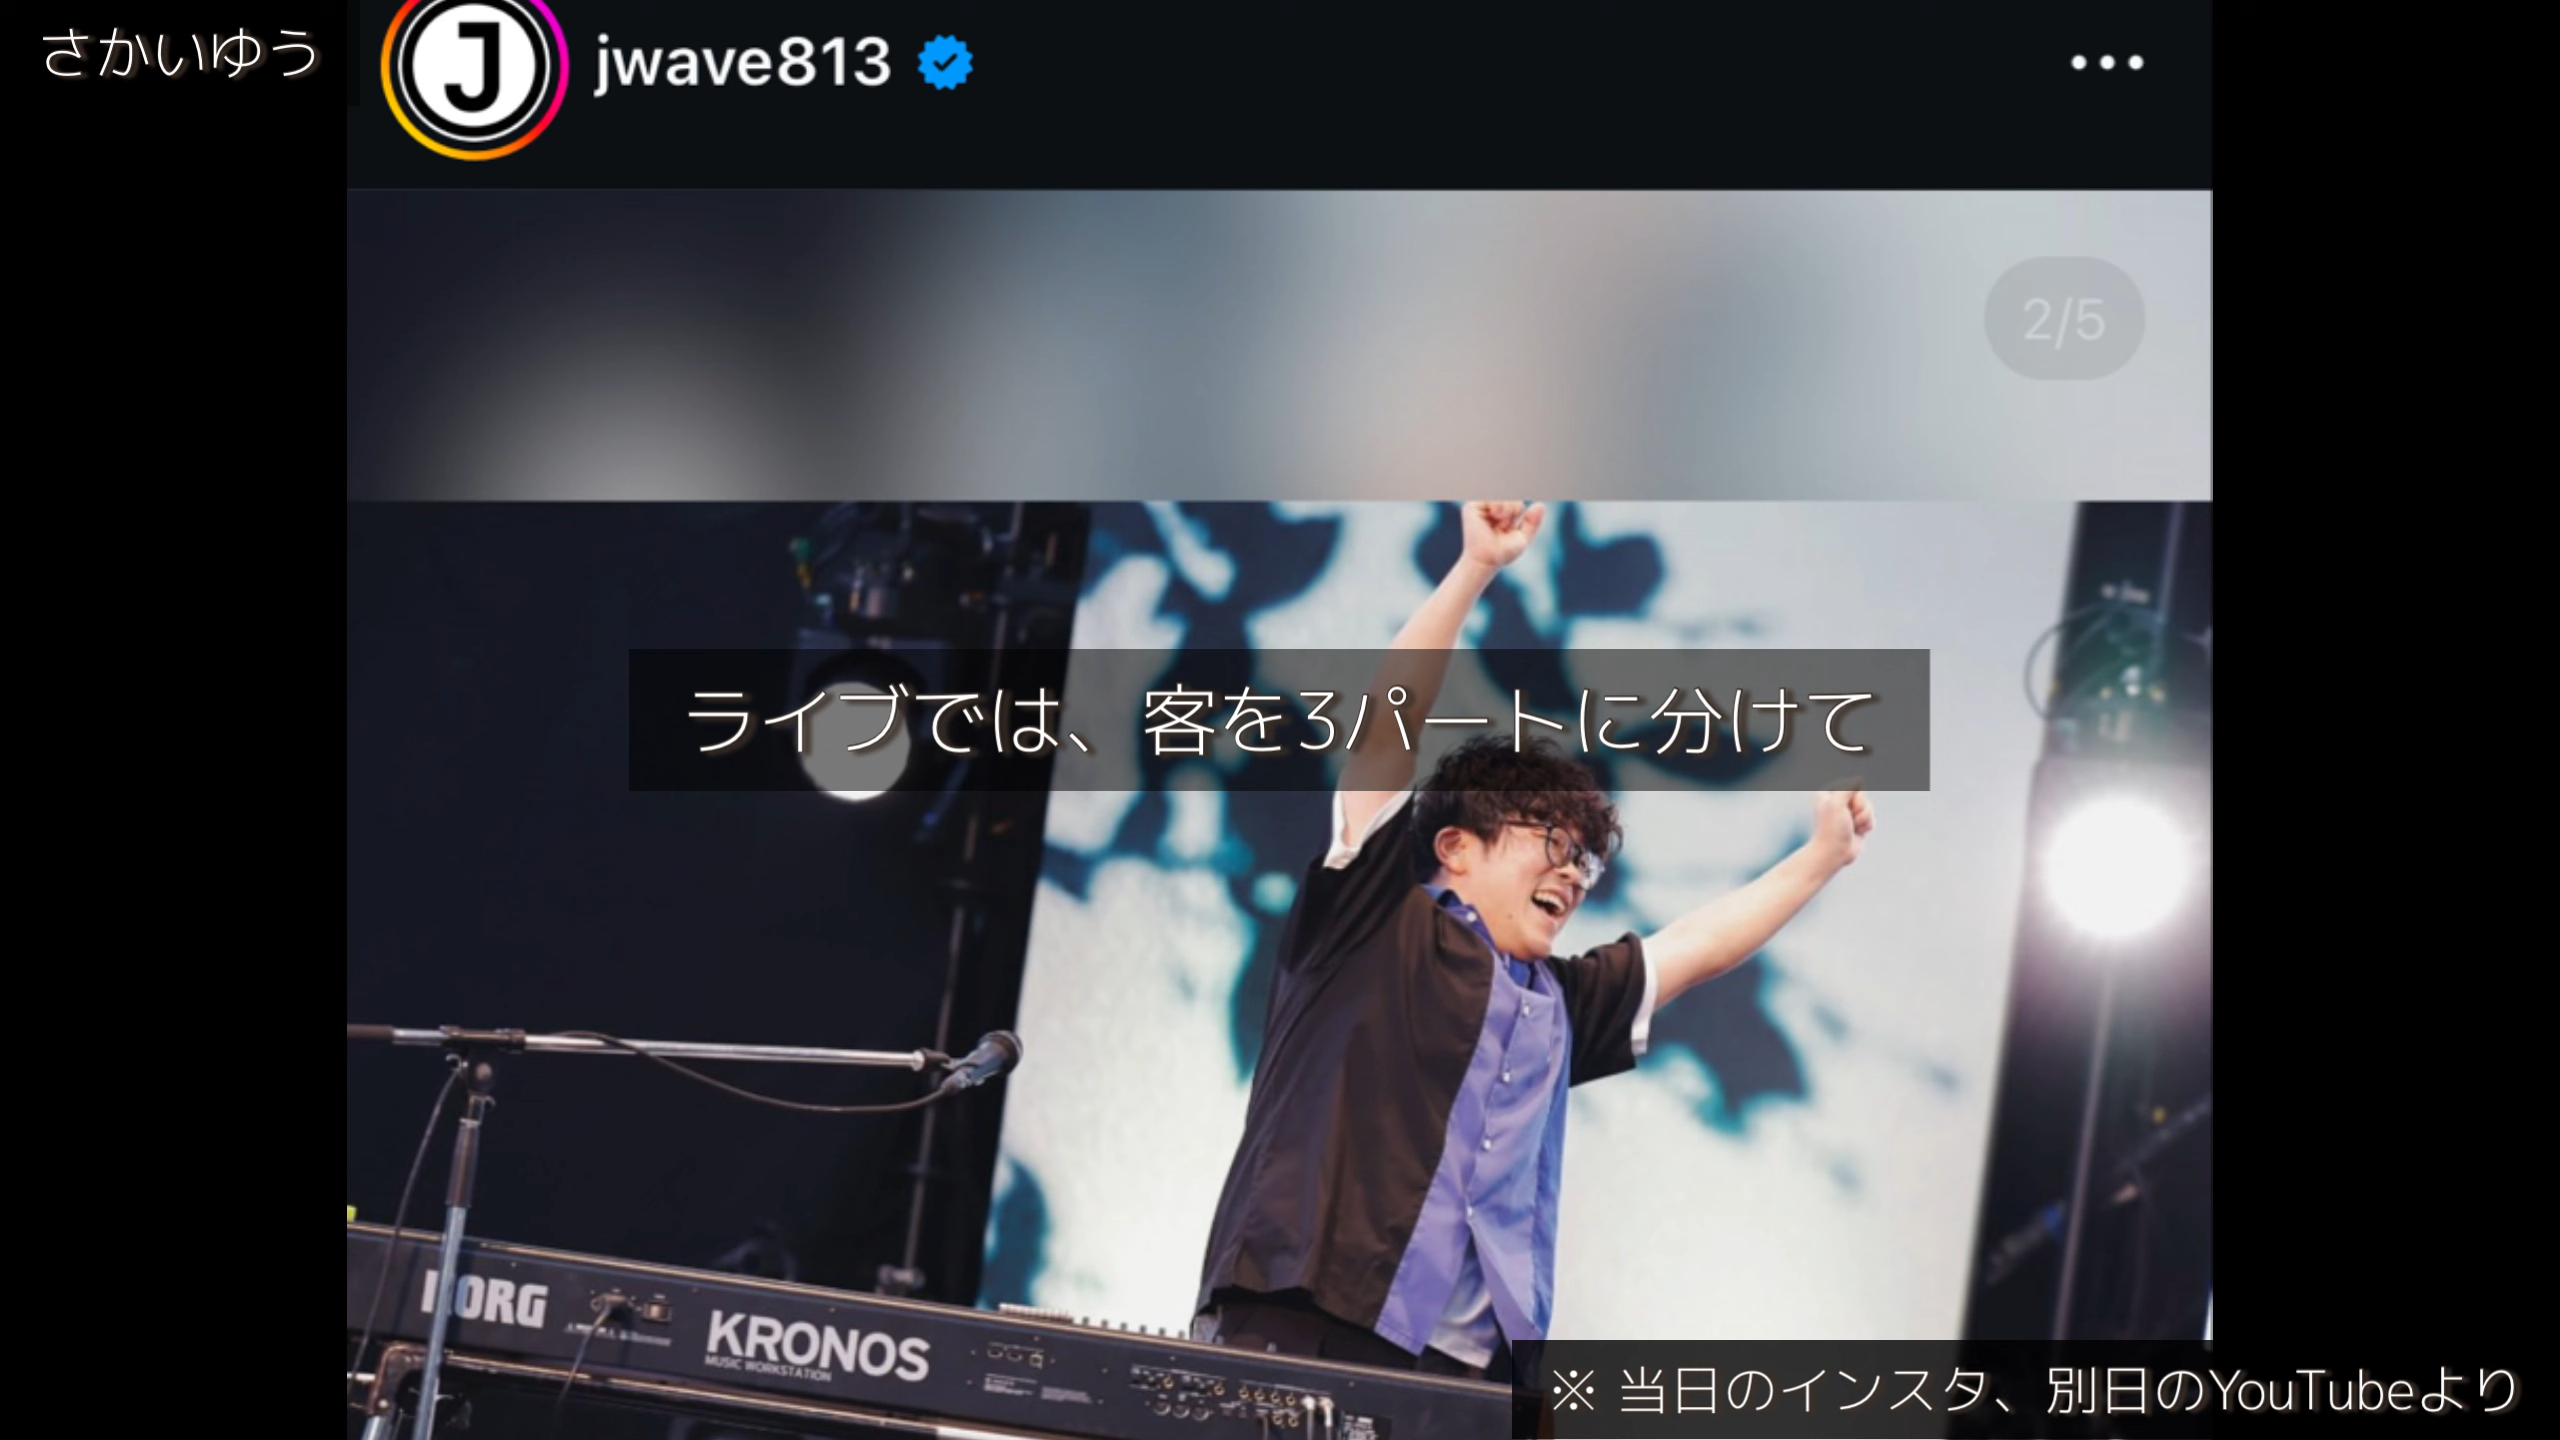 さかいゆう
J
jwave813
2/5
ライブでは、客を3パートに分けて
KORG
KRONOS
MUSIC WORKSTATION
※ 当日のインスタ、別日のYouTubeより